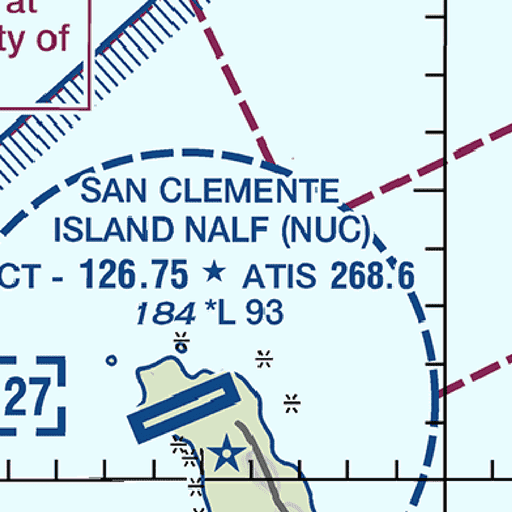 at
ty of
SAN CLEMENTE
ISLAND NALF (NUC)
CT - 126.75 ★ ATIS 268.6
184 *L 93
27